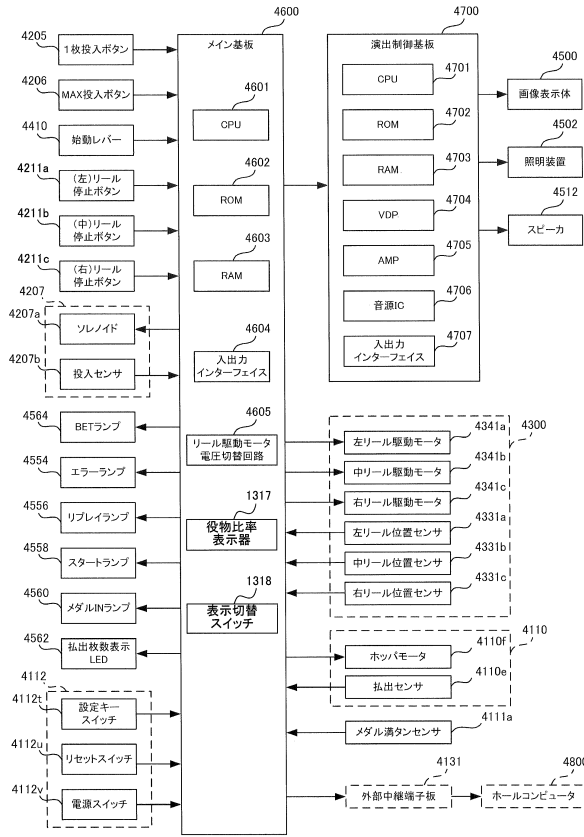 4205
1枚投入ボタン
4206
MAX投入ボタン
4410
始動レバー
4211a
(左)リール
停止ボタン
4211b
(中)リール
停止ボタン
4211c
(右)リール
停止ボタン
4207
4207a
ソレノイド
4207b
投入センサ
4564
BETランプ
4554
エラーランプ
4556
リプレイランプ
4558
スタートランプ
4560
メダルINランプ
4562
払出枚数表示
LED
4112
4112t
設定キー
スイッチ
4112u
リセットスイッチ
4112v
電源スイッチ
4600
メイン基板
4601
CPU
4602
ROM
4603
RAM
4604
入出力
インターフェイス
4605
リール駆動モータ
電圧切替回路
1317
役物比率
表示器
1318
表示切替
スイッチ
4700
演出制御基板
CPU
4701
ROM
4702
RAM
4703
VDP
4704
AMP
4705
音源IC
4706
入出力
インターフェイス
4707
4500
画像表示体
4502
照明装置
4512
スピーカ
4300
4341a
左リール駆動モータ
4341b
中リール駆動モータ
4341c
右リール駆動モータ
4331a
左リール位置センサ
4331b
中リール位置センサ
4331c
右リール位置センサ
4110
4110f
ホッパモータ
4110e
払出センサ
メダル満タンセンサ
4111a
4131
外部中継端子板
4800
ホールコンピュータ